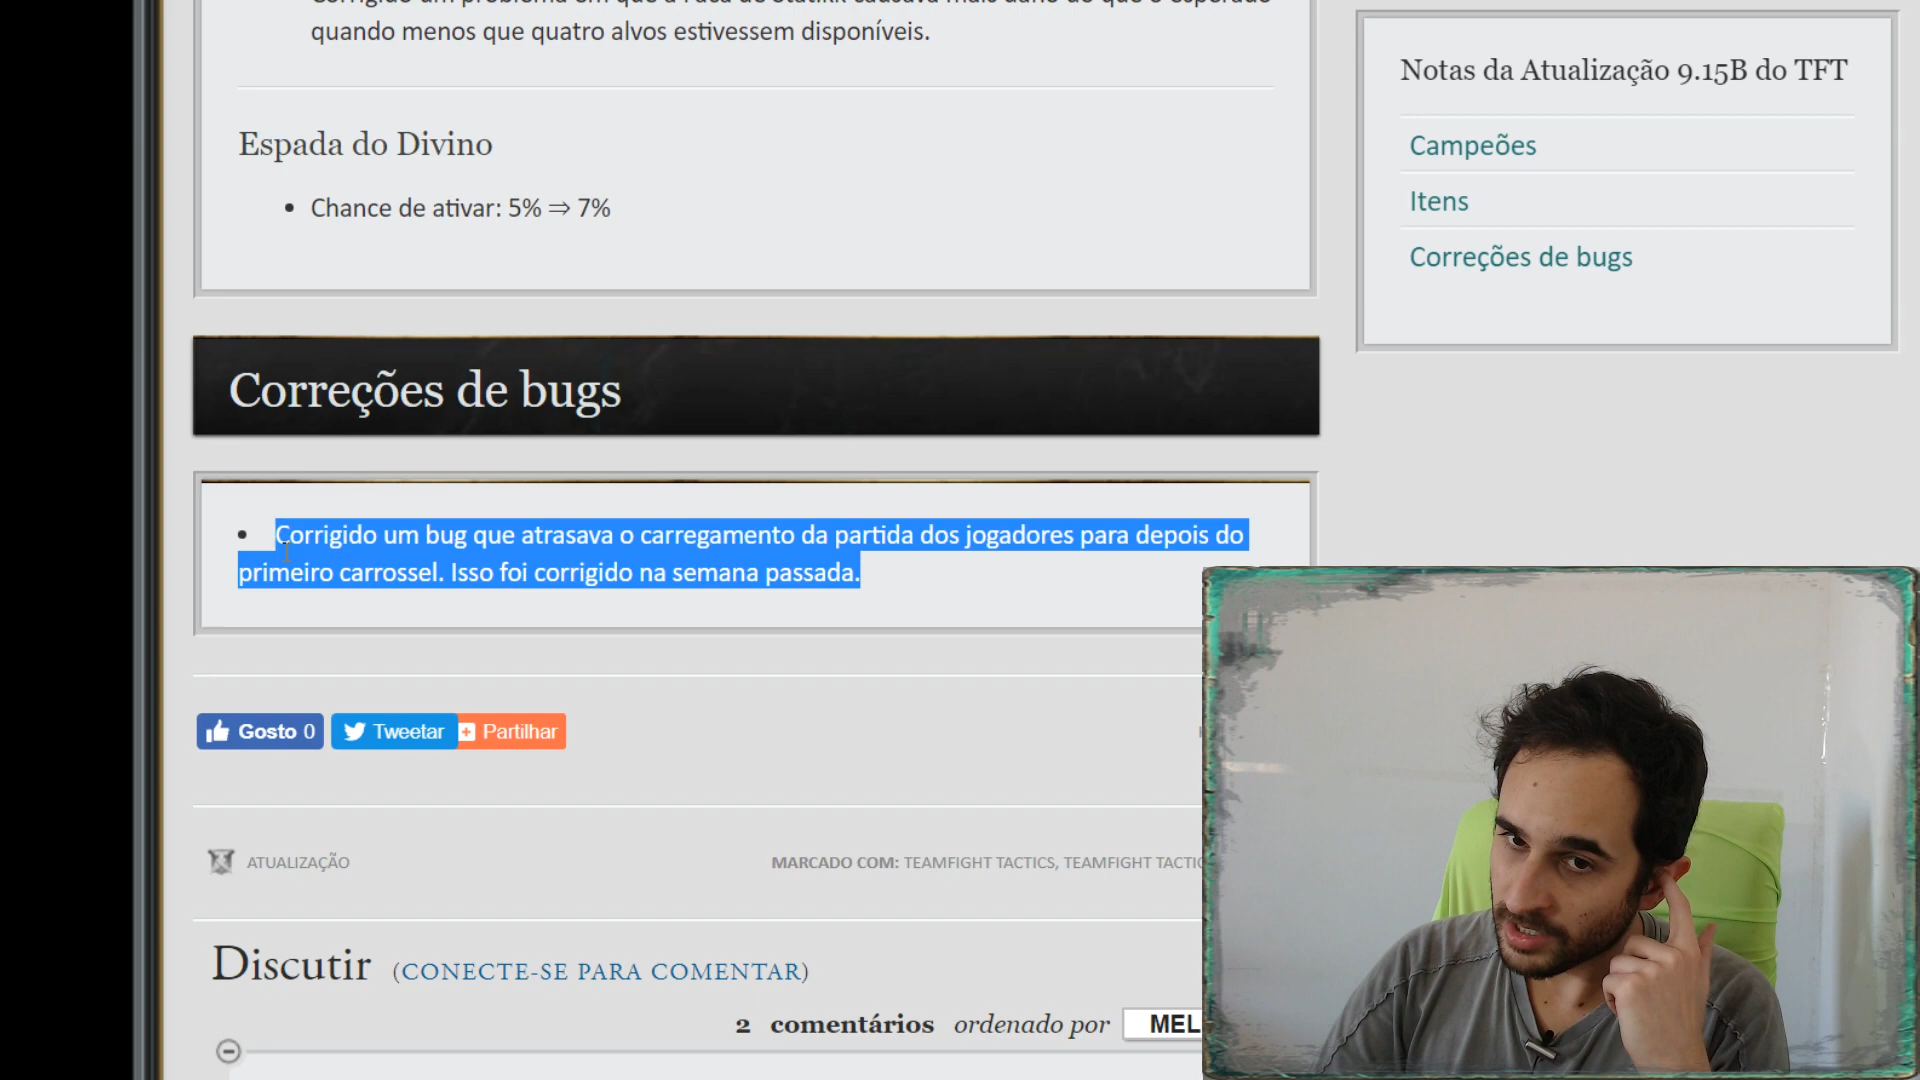 quando menos que quatro alvos estivessem disponíveis.
Espada do Divino
• Chance de ativar: 5% ⇒ 7%
Correções de bugs
• Corrigido um bug que atrasava o carregamento da partida dos jogadores para depois do
primeiro carrossel. Isso foi corrigido na semana passada.
Gosto 0
Tweetar
Partilhar
ATUALIZAÇÃO
MARCADO COM: TEAMFIGHT TACTICS, TEAMFIGHT TACTIC
Discutir (CONECTE-SE PARA COMENTAR)
2 comentários ordenado por MEL
Notas da Atualização 9.15B do TFT
Campeões
Itens
Correções de bugs